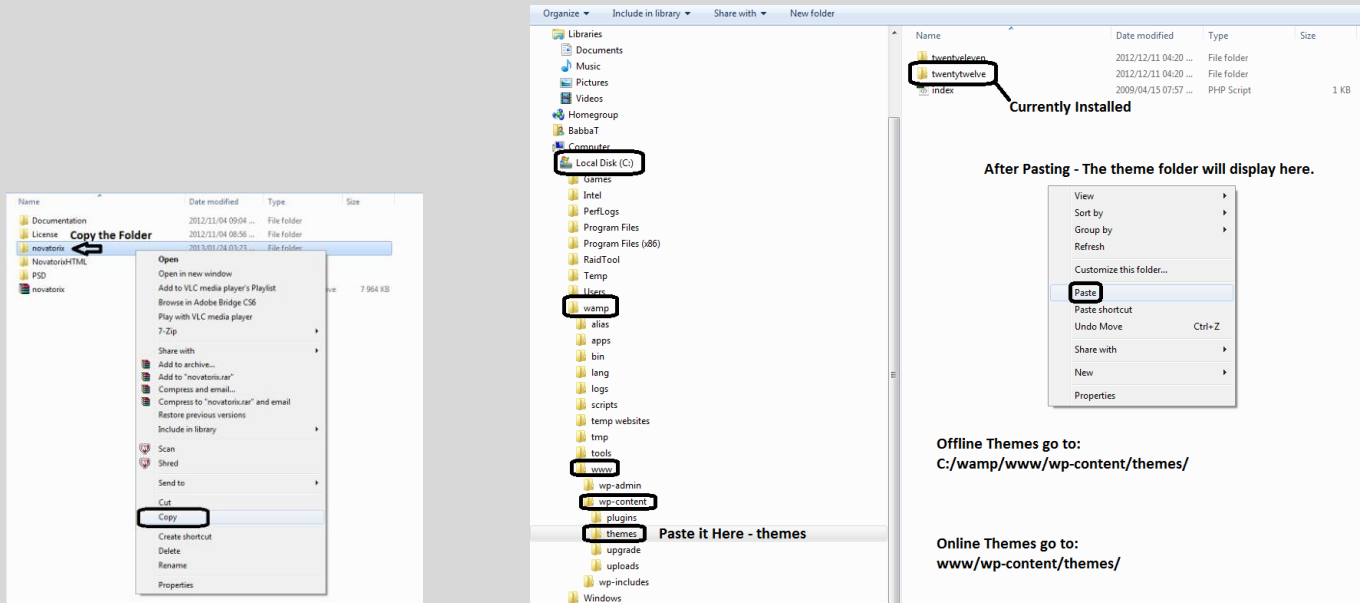 Name Date modified Type Size
Documentation 2012/11/04 09:04 ... File folder
License 2012/11/04 08:56 ... File folder
Copy the Folder
novatorix 2013/01/24 03:23 ... File folder
NovatorixHTML
PSD
novatorix ive 7 964 KB
Open
Open in new window
Add to VLC media player's Playlist
Browse in Adobe Bridge CS6
Play with VLC media player
7-Zip
Share with
Add to archive...
Add to "novatorix.rar"
Compress and email...
Compress to "novatorix.rar" and email
Restore previous versions
Include in library
Scan
Shred
Send to
Cut
Copy
Create shortcut
Delete
Rename
Properties
Organize Include in library Share with New folder
Libraries
Documents
Music
Pictures
Videos
Homegroup
BabbaT
Computer
Local Disk (C:)
Games
Intel
PerfLogs
Program Files
Program Files (x86)
RaidTool
Temp
Users
wamp
alias
apps
bin
lang
logs
scripts
temp websites
tmp
tools
www
wp-admin
wp-content
plugins
themes Paste it Here - themes
upgrade
uploads
wp-includes
Windows
Name Date modified Type Size
twentyeleven 2012/12/11 04:20 ... File folder
twentytwelve 2012/12/11 04:20 ... File folder
index 2009/04/15 07:57 ... PHP Script 1 KB
Currently Installed
After Pasting - The theme folder will display here.
View
Sort by
Group by
Refresh
Customize this folder...
Paste
Paste shortcut
Undo Move Ctrl+Z
Share with
New
Properties
Offline Themes go to:
C:/wamp/www/wp-content/themes/
Online Themes go to:
www/wp-content/themes/